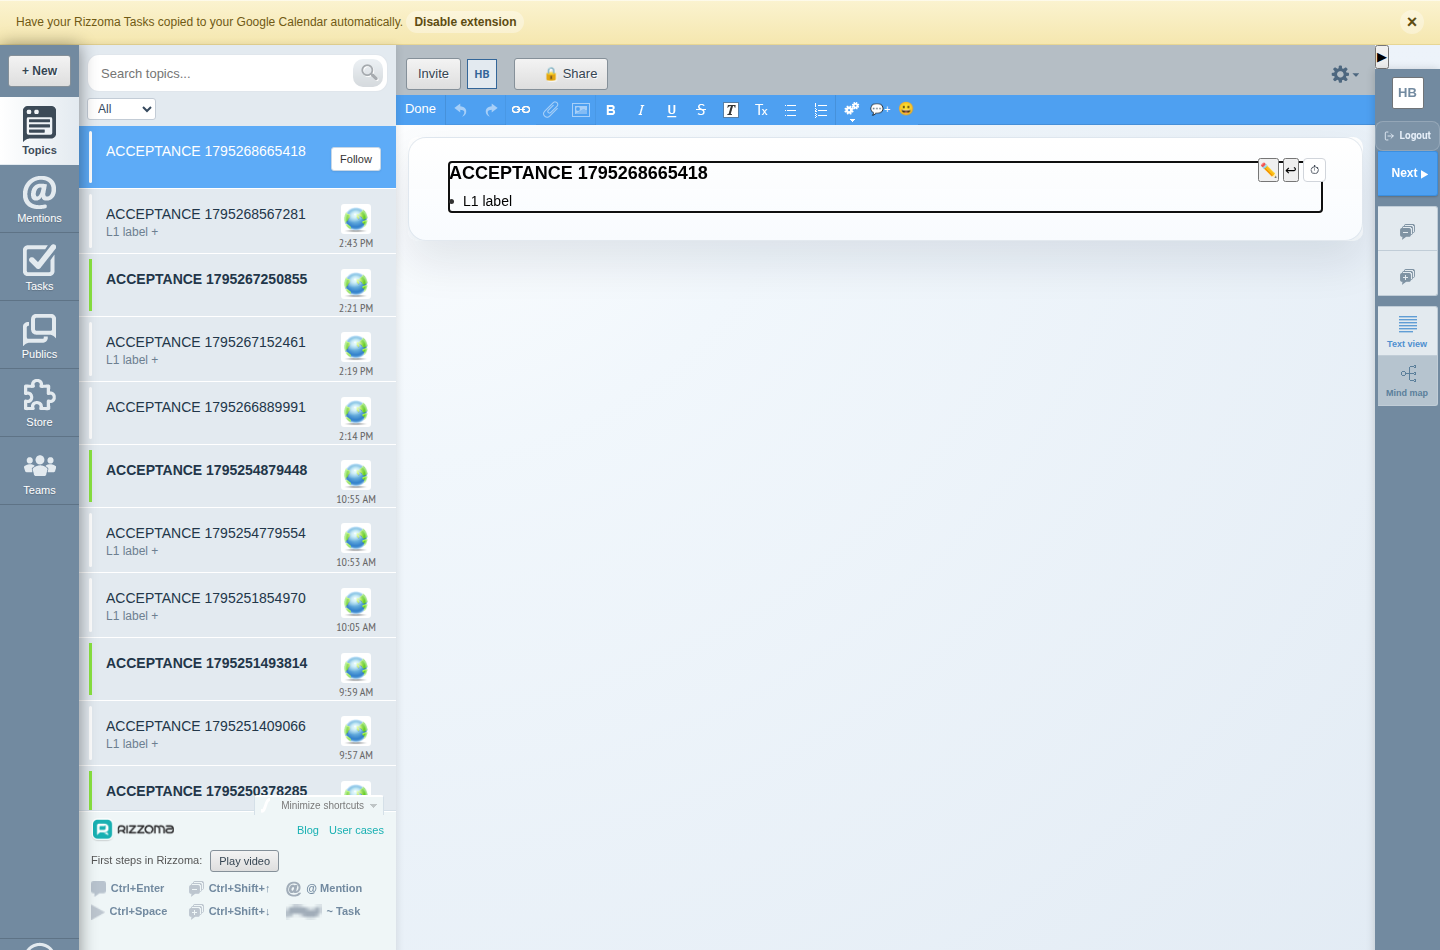 Have your Rizzoma Tasks copied to your Google Calendar automatically. Disable extension ✕
+ New
Topics
Mentions
Tasks
Publics
Store
Teams
Search topics...
All
ACCEPTANCE 1795268665418
Follow
ACCEPTANCE 1795268567281
L1 label +
2:43 PM
ACCEPTANCE 1795267250855
2:21 PM
ACCEPTANCE 1795267152461
L1 label +
2:19 PM
ACCEPTANCE 1795266889991
2:14 PM
ACCEPTANCE 1795254879448
10:55 AM
ACCEPTANCE 1795254779554
L1 label +
10:53 AM
ACCEPTANCE 1795251854970
L1 label +
10:05 AM
ACCEPTANCE 1795251493814
9:59 AM
ACCEPTANCE 1795251409066
L1 label +
9:57 AM
ACCEPTANCE 1795250378285
Minimize shortcuts
RIZZOMA
Blog User cases
First steps in Rizzoma: Play video
Ctrl+Enter Ctrl+Shift+↑ @ Mention
Ctrl+Space Ctrl+Shift+↓ ~ Task
Invite HB 🔒 Share
Done B I U S T Tx
ACCEPTANCE 1795268665418
• L1 label
▶
HB
Logout
Next ▶
Text view
Mind map